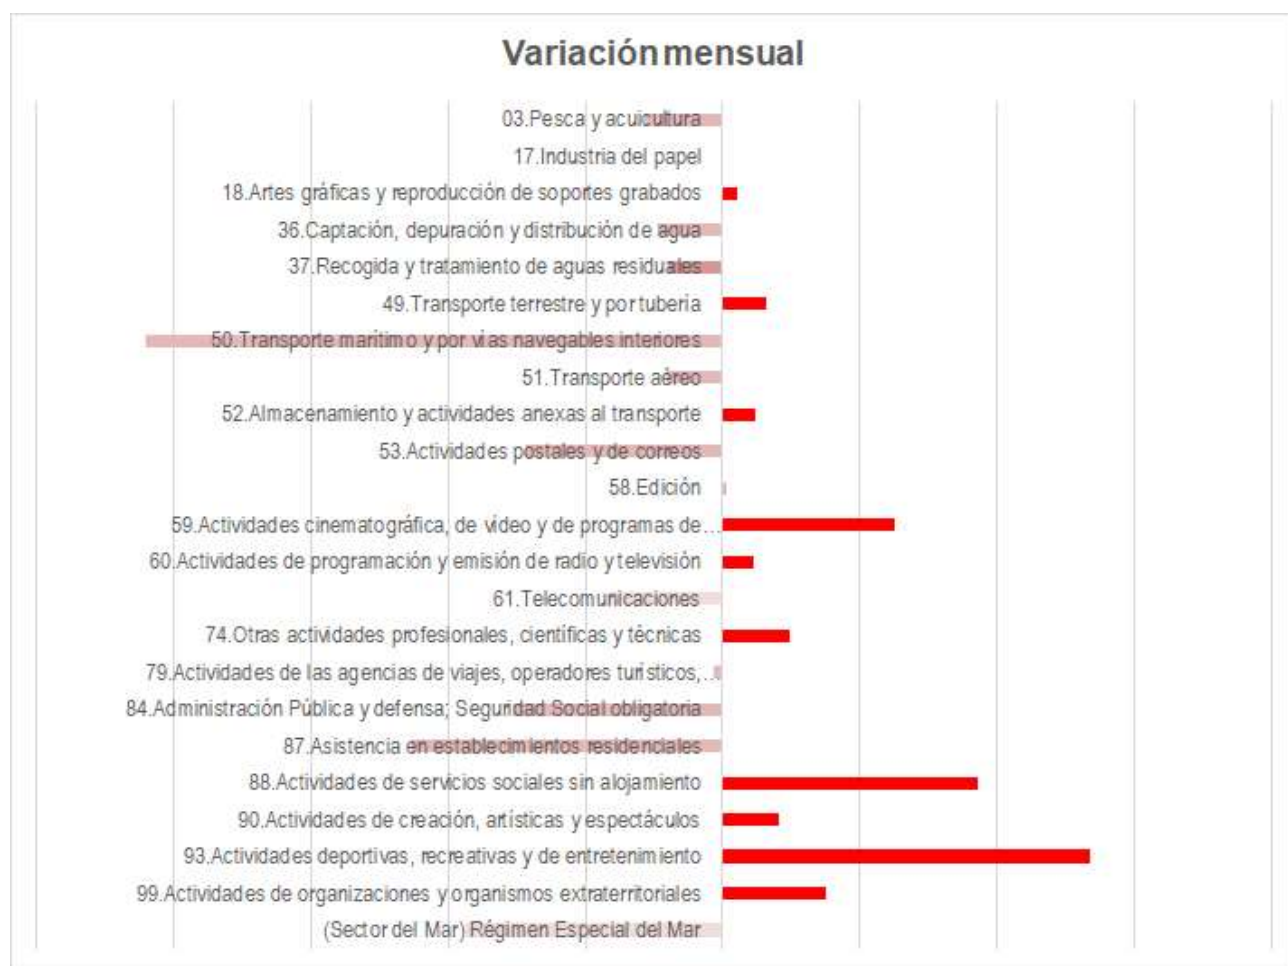 Variación mensual
03.Pesca y acuicultura
17.Industria del papel
18.Artes gráficas y reproducción de soportes grabados
36.Captación, depuración y distribución de agua
37.Recogida y tratamiento de aguas residuales
49.Transporte terrestre y por tubería
50.Transporte marítimo y por vías navegables interiores
51.Transporte aéreo
52.Almacenamiento y actividades anexas al transporte
53.Actividades postales y de correos
58.Edición
59.Actividades cinematográfica, de vídeo y de programas de…
60.Actividades de programación y emisión de radio y televisión
61.Telecomunicaciones
74.Otras actividades profesionales, científicas y técnicas
79.Actividades de las agencias de viajes, operadores turísticos,…
84.Administración Pública y defensa; Seguridad Social obligatoria
87.Asistencia en establecimientos residenciales
88.Actividades de servicios sociales sin alojamiento
90.Actividades de creación, artísticas y espectáculos
93.Actividades deportivas, recreativas y de entretenimiento
99.Actividades de organizaciones y organismos extraterritoriales
(Sector del Mar) Régimen Especial del Mar